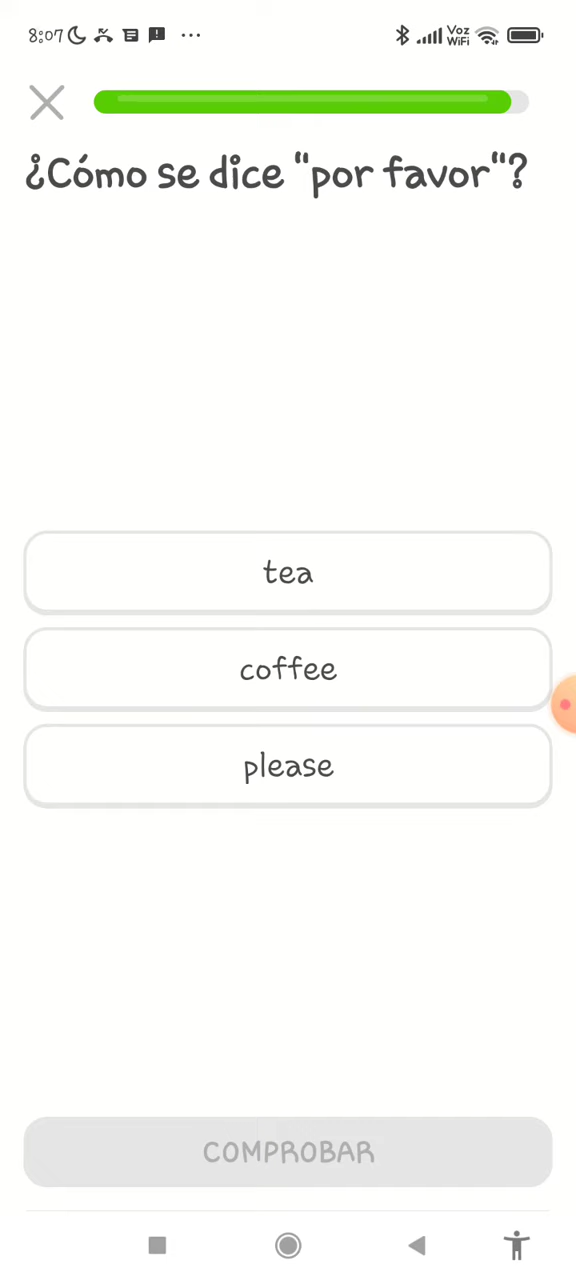 8:07 ...
Voz
WiFi
¿Cómo se dice "por favor"?
tea
coffee
please
COMPROBAR